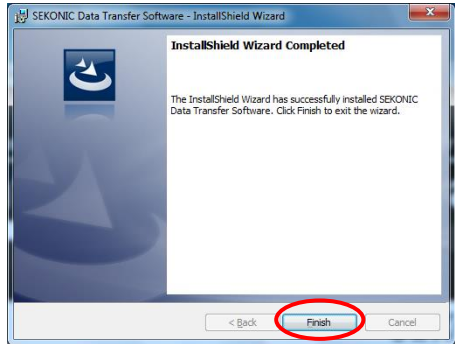 SEKONIC Data Transfer Software - InstallShield Wizard
InstallShield Wizard Completed
The InstallShield Wizard has successfully installed SEKONIC
Data Transfer Software. Click Finish to exit the wizard.
< Back
Finish
Cancel